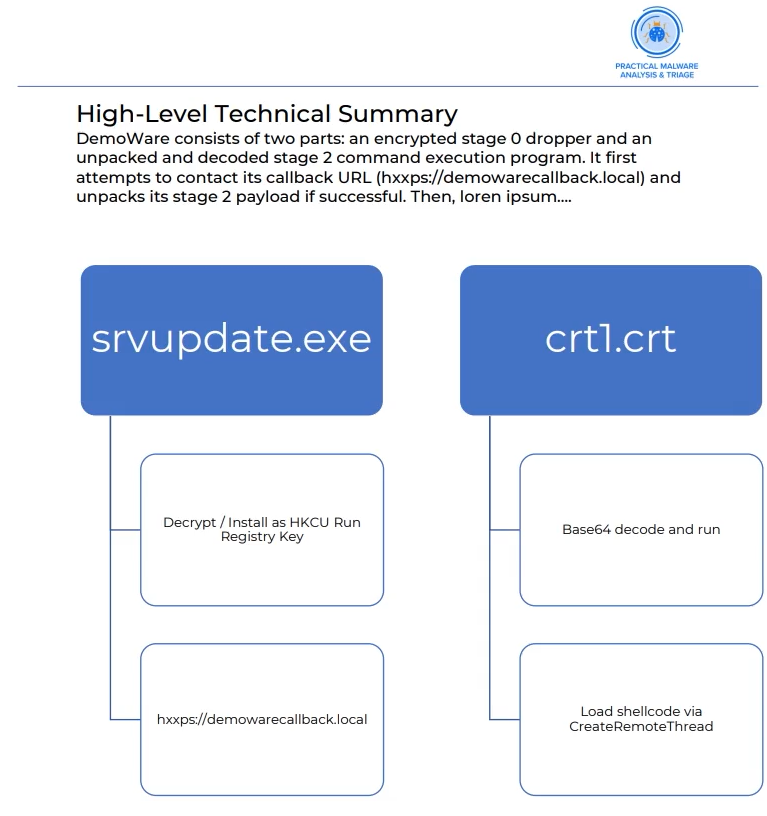 PRACTICAL MALWARE
ANALYSIS & TRIAGE
High-Level Technical Summary
DemoWare consists of two parts: an encrypted stage 0 dropper and an
unpacked and decoded stage 2 command execution program. It first
attempts to contact its callback URL (hxxps://demowarecallback.local) and
unpacks its stage 2 payload if successful. Then, loren ipsum....
srvupdate.exe
Decrypt / Install as HKCU Run
Registry Key
hxxps://demowarecallback.local
crt1.crt
Base64 decode and run
Load shellcode via
CreateRemoteThread